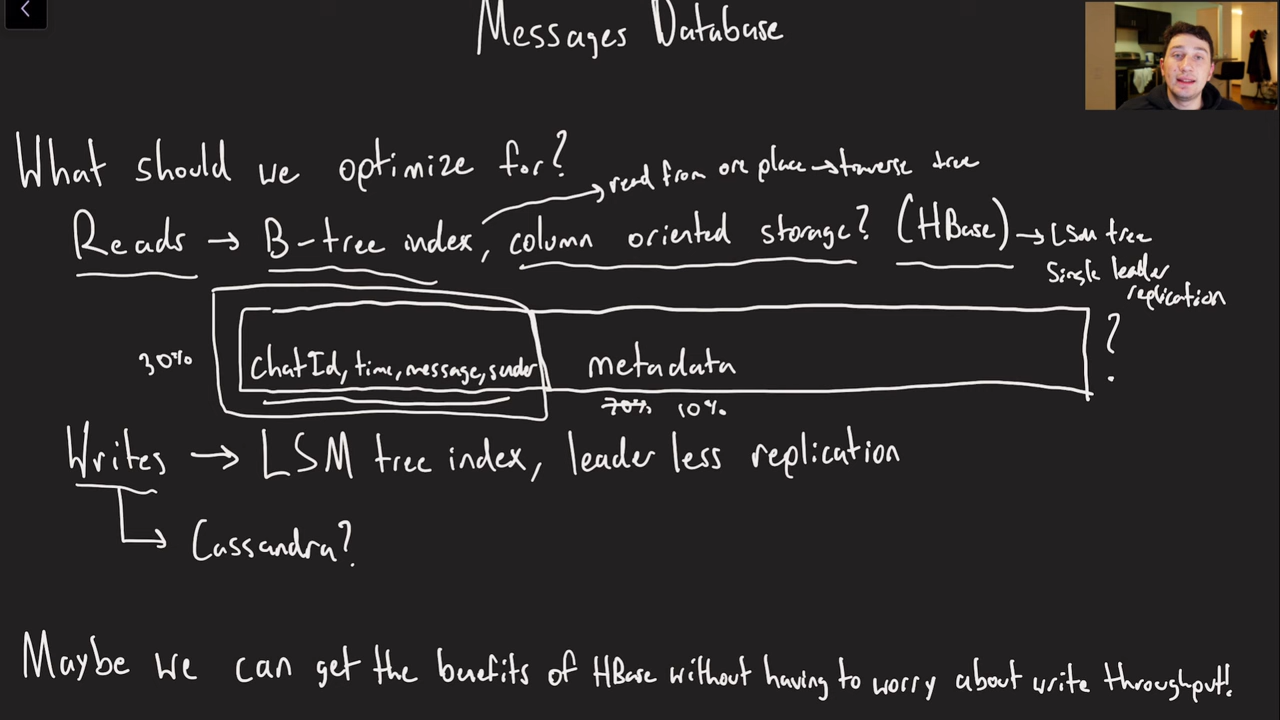 Messages Database
What should we optimize for?
read from one place → traverse tree
Reads → B-tree index, column oriented storage? (HBase) → LSM tree
Single leader
replication
30%
chatId, time, message, sender
metadata
?
70% 10%
Writes → LSM tree index, leader less replication
Cassandra?
Maybe we can get the benefits of HBase without having to worry about write throughput!